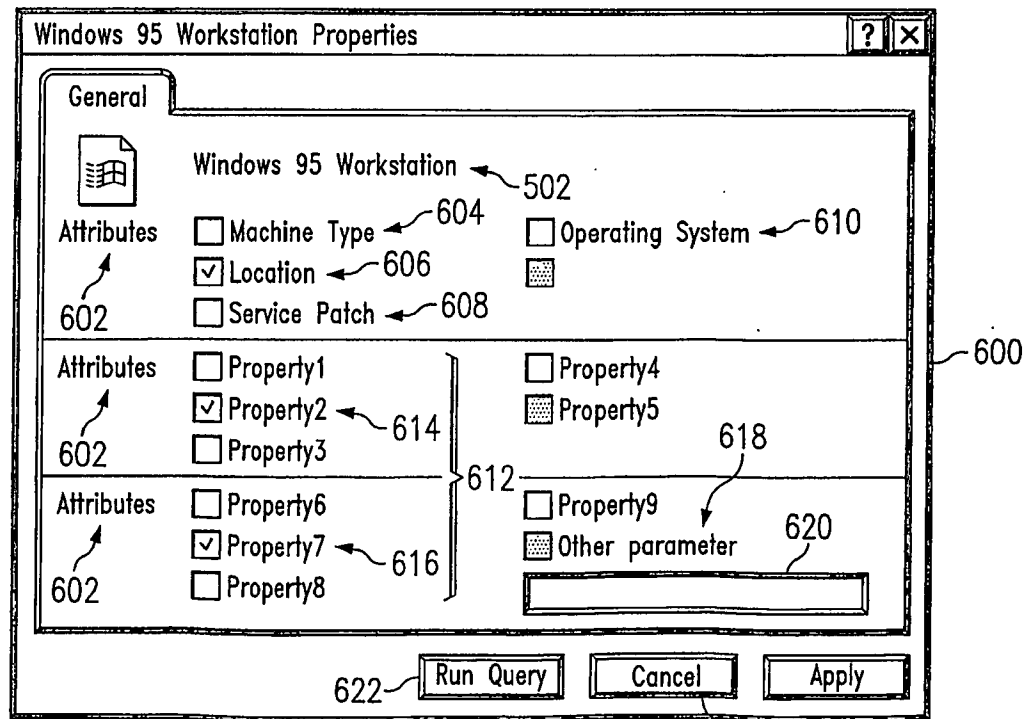 Windows 95 Workstation Properties ? ×
General
Windows 95 Workstation 502
Attributes Machine Type 604 Operating System 610
Location 606
602 Service Patch 608
600
Attributes Property1 Property4
Property2 614 Property5
602 Property3 612 618
Attributes Property6 Property9
Property7 616 Other parameter 620
602 Property8
622 Run Query Cancel Apply